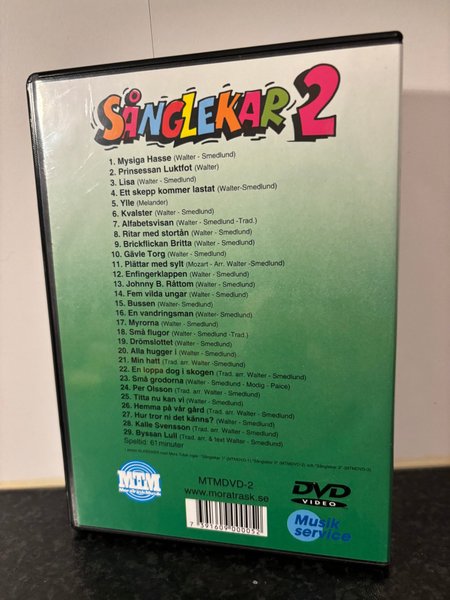 SÅNGLEKAR 2
1. Mysiga Hasse (Walter - Smedlund)
2. Prinsessan Luktfot (Walter)
3. Lisa (Walter - Smedlund)
4. Ett skepp kommer lastat (Walter-Smedlund)
5. Ylle (Melander)
6. Kvalster (Walter - Smedlund)
7. Alfabetsvisan (Walter - Smedlund -Trad.)
8. Ritar med stortån (Walter - Smedlund)
9. Brickflickan Britta (Walter - Smedlund)
10. Gävle Torg (Walter - Smedlund)
11. Plättar med sylt (Mozart - Arr. Walter -Smedlund)
12. Enfingerklappen (Walter - Smedlund)
13. Johnny B. Råttom (Walter - Smedlund)
14. Fem vilda ungar (Walter - Smedlund)
15. Bussen (Walter - Smedlund)
16. En vandringsman (Walter - Smedlund)
17. Myrorna (Walter - Smedlund)
18. Små flugor (Walter - Smedlund -Trad.)
19. Drömslottet (Walter - Smedlund)
20. Alla hugger i (Walter - Smedlund)
21. Min hatt (Trad. arr. Walter - Smedlund)
22. En loppa dog i skogen (Trad. arr. Walter - Smedlund)
23. Små grodorna (Walter - Smedlund - Modig - Paice)
24. Per Olsson (Trad. arr. Walter - Smedlund)
25. Titta nu kan vi (Trad. arr. Walter - Smedlund)
26. Hemma på vår gård (Trad. arr. Walter - Smedlund)
27. Hur tror ni det känns? (Walter - Smedlund)
28. Kalle Svensson (Trad. arr. Walter - Smedlund)
29. Byssan Lull (Trad. arr. & text Walter - Smedlund)
Speltid: 61 minuter
MTM
MTMDVD-2
www.moratrask.se
7 391609 000052
DVD
VIDEO
Musik
service